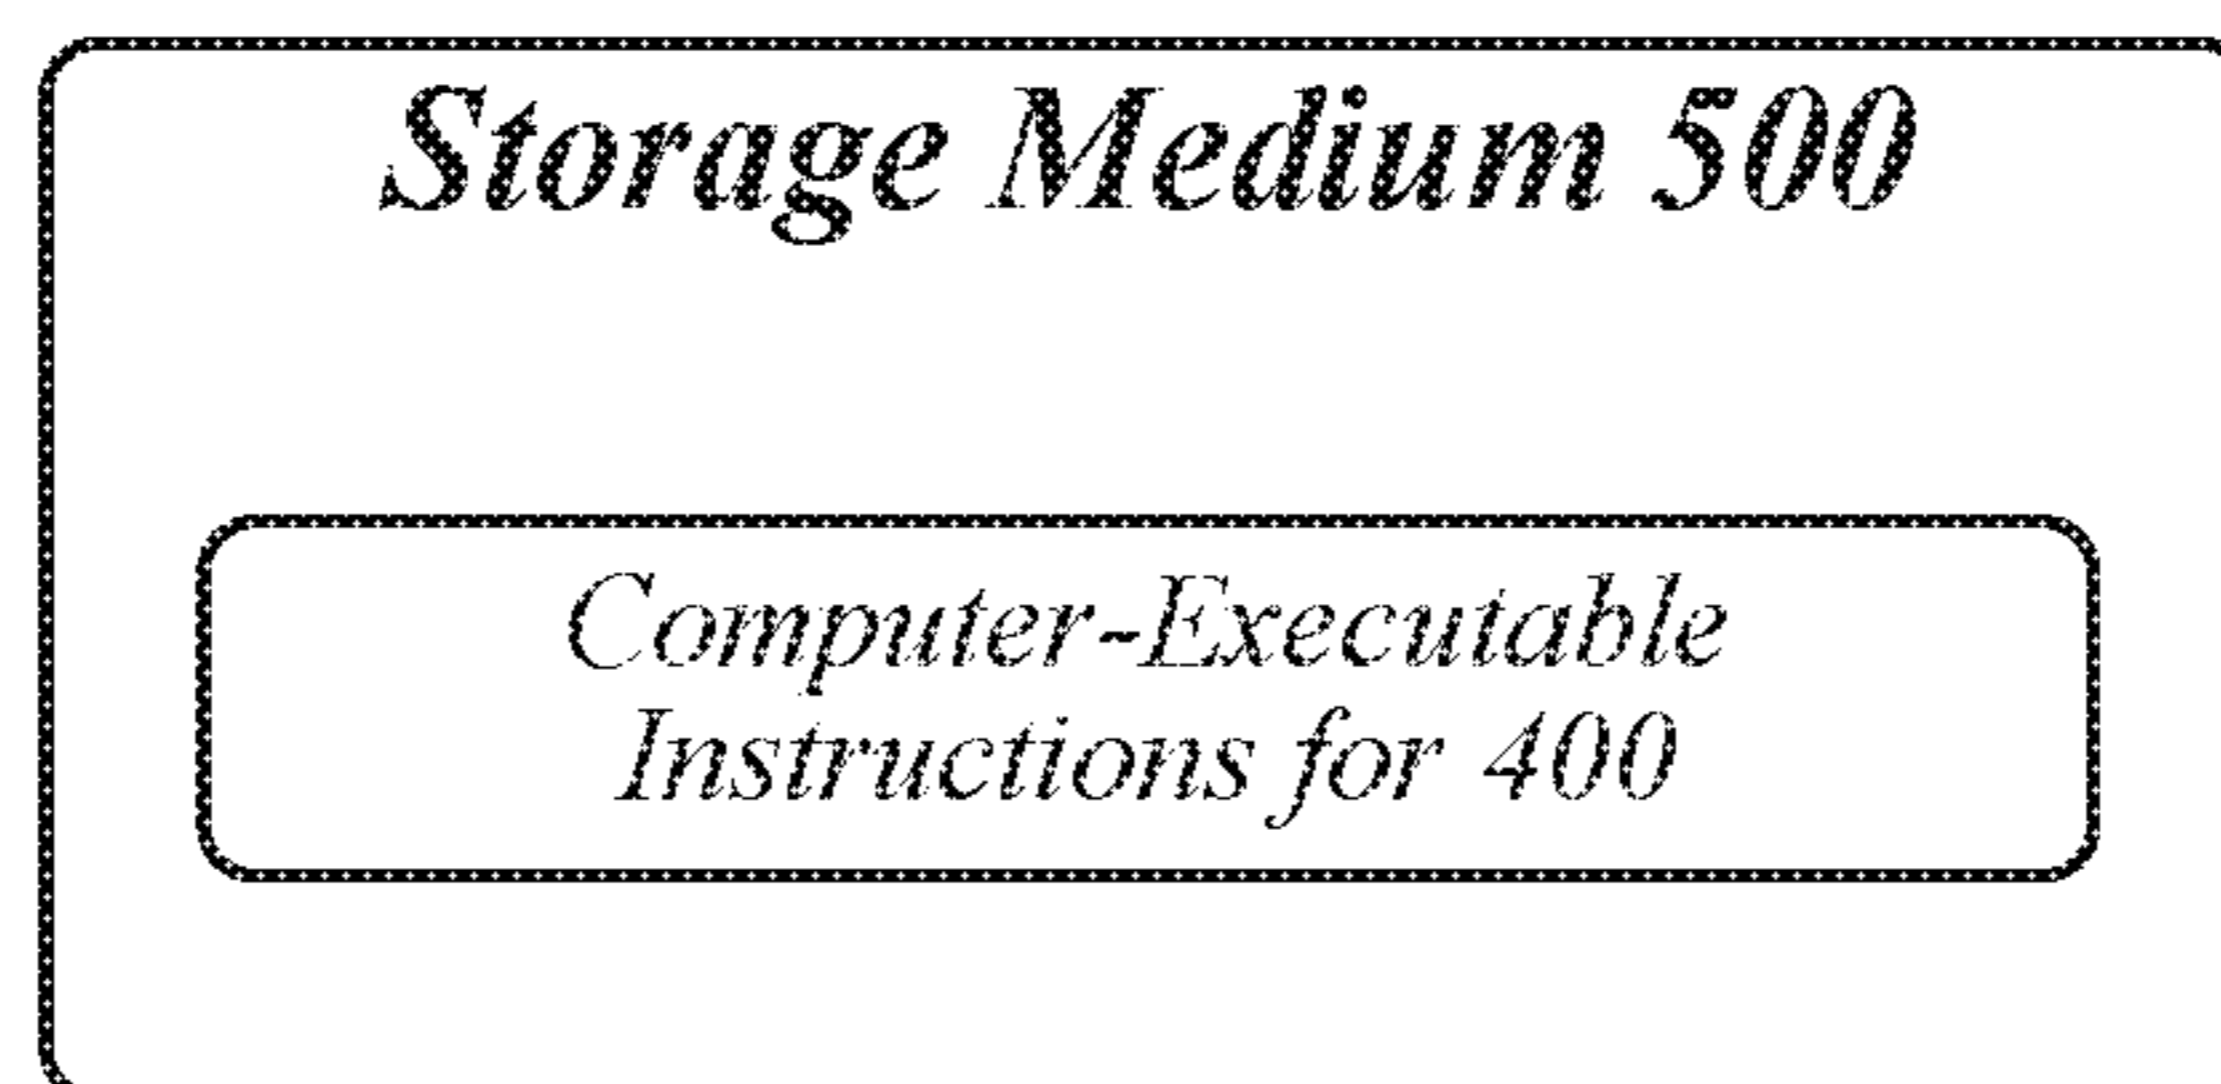 Storage Medium 500
Computer-Executable
Instructions for 400